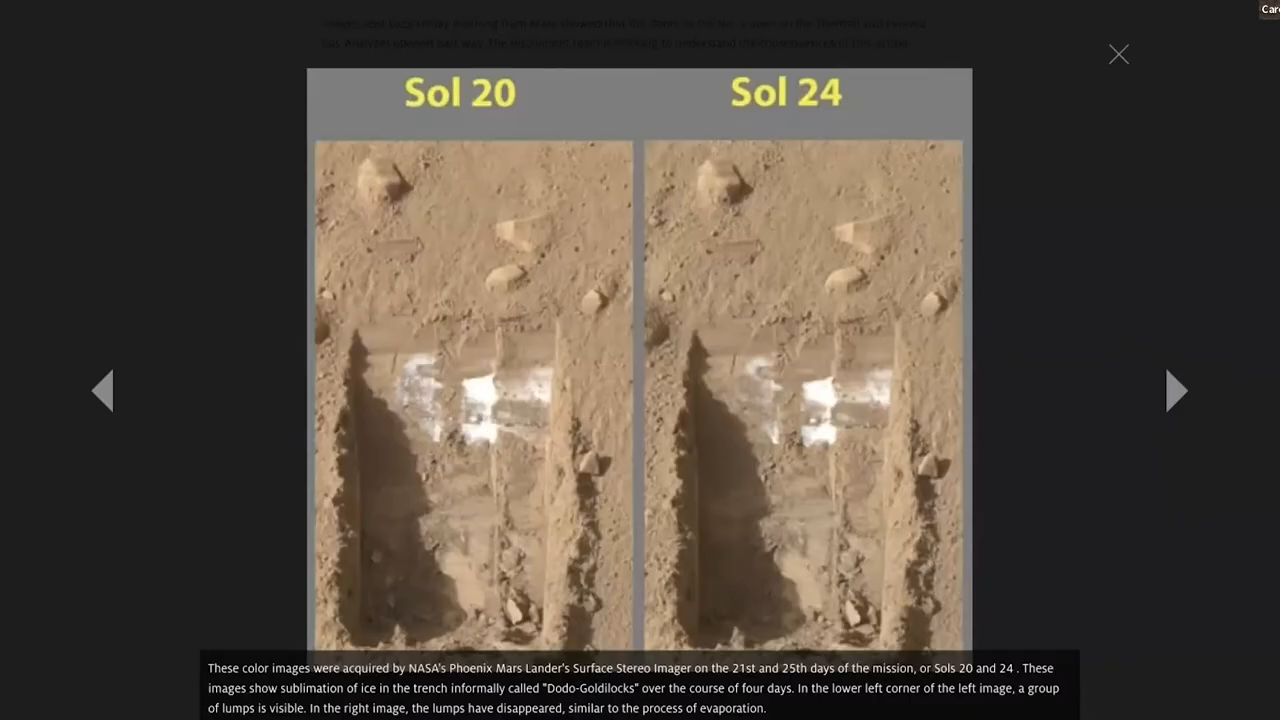 Car
Sol 20
Sol 24
These color images were acquired by NASA's Phoenix Mars Lander's Surface Stereo Imager on the 21st and 25th days of the mission, or Sols 20 and 24 . These
images show sublimation of ice in the trench informally called "Dodo-Goldilocks" over the course of four days. In the lower left corner of the left image, a group
of lumps is visible. In the right image, the lumps have disappeared, similar to the process of evaporation.